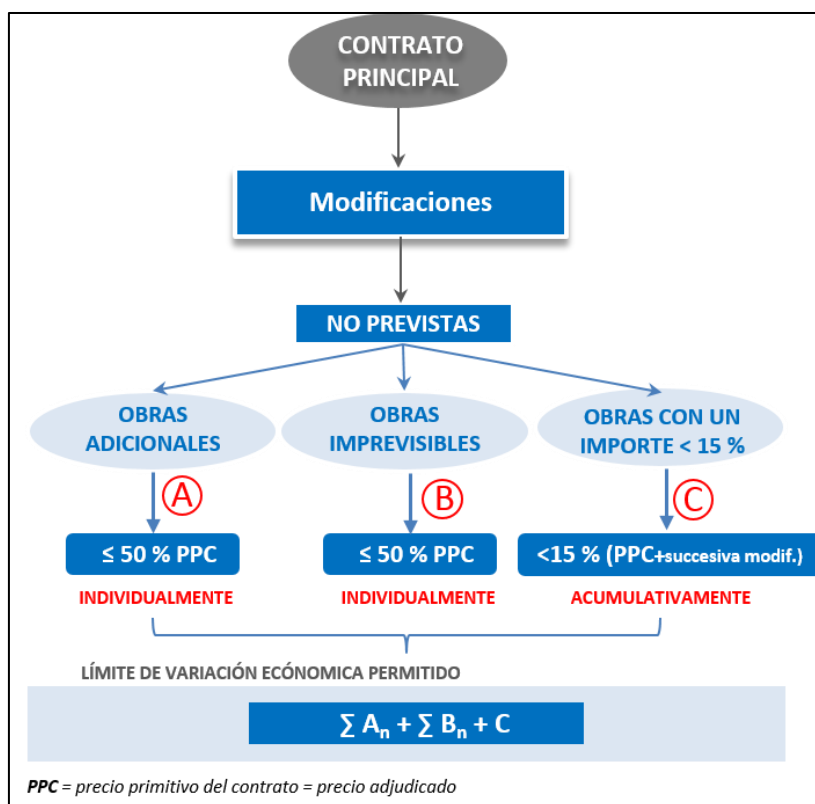 CONTRATO
PRINCIPAL
Modificaciones
NO PREVISTAS
OBRAS
ADICIONALES
OBRAS
IMPREVISIBLES
OBRAS CON UN
IMPORTE < 15 %
A
B
C
≤ 50 % PPC
≤ 50 % PPC
<15 % (PPC+succesiva modif.)
INDIVIDUALMENTE
INDIVIDUALMENTE
ACUMULATIVAMENTE
LÍMITE DE VARIACIÓN ECÓNOMICA PERMITIDO
∑ Aₙ + ∑ Bₙ + C
PPC = precio primitivo del contrato = precio adjudicado